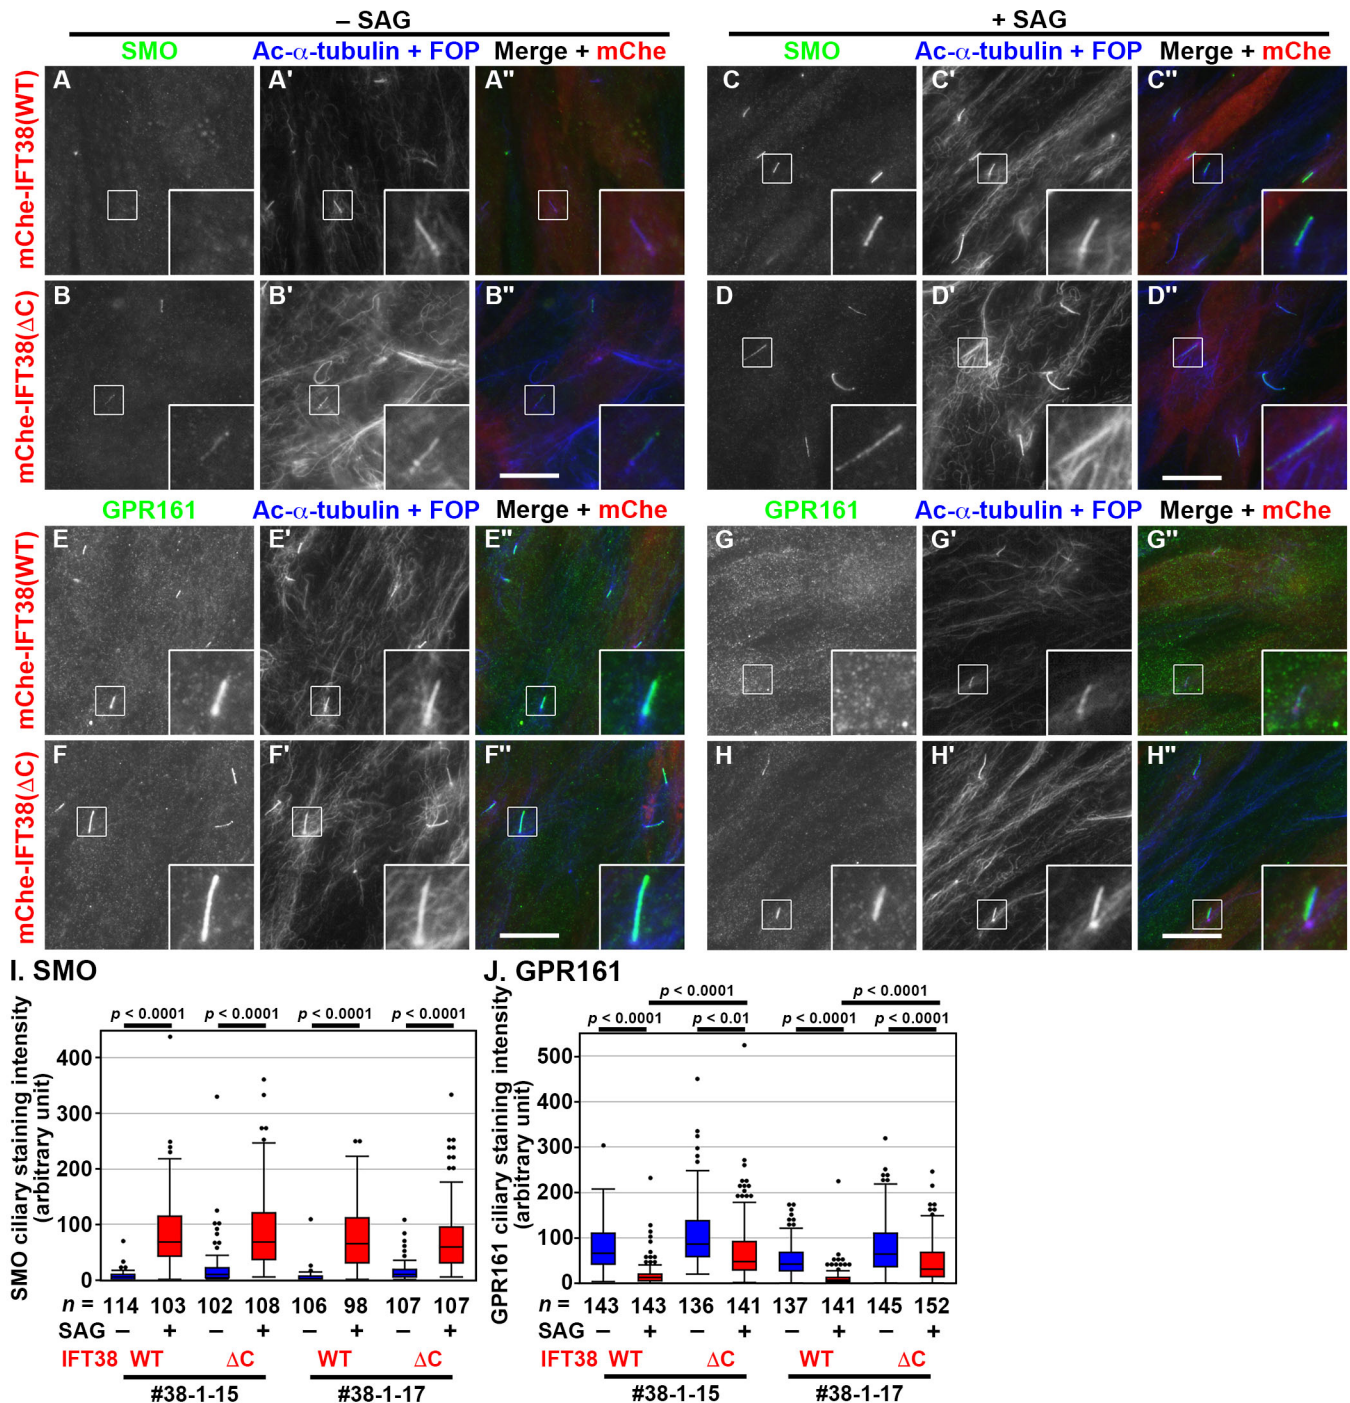 – SAG
+ SAG
SMO Ac-α-tubulin + FOP Merge + mChe
SMO Ac-α-tubulin + FOP Merge + mChe
mChe-IFT38(WT)
A A' A"
C C' C"
mChe-IFT38(ΔC)
B B' B"
D D' D"
GPR161 Ac-α-tubulin + FOP Merge + mChe
GPR161 Ac-α-tubulin + FOP Merge + mChe
mChe-IFT38(WT)
E E' E"
G G' G"
mChe-IFT38(ΔC)
F F' F"
H H' H"
I. SMO
SMO ciliary staining intensity
(arbitrary unit)
p < 0.0001 p < 0.0001 p < 0.0001 p < 0.0001
400
300
200
100
0
n = 114 103 102 108 106 98 107 107
SAG – + – + – + – +
IFT38 WT ΔC WT ΔC
#38-1-15 #38-1-17
J. GPR161
GPR161 ciliary staining intensity
(arbitrary unit)
p < 0.0001 p < 0.0001
p < 0.0001 p < 0.01 p < 0.0001 p < 0.0001
500
400
300
200
100
0
n = 143 143 136 141 137 141 145 152
SAG – + – + – + – +
IFT38 WT ΔC WT ΔC
#38-1-15 #38-1-17